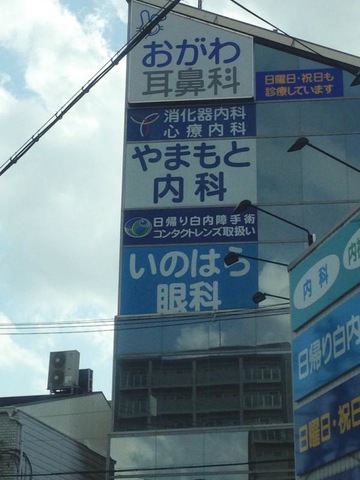 おがわ
耳鼻科
日曜日・祝日も
診療しています
消化器内科
心療内科
やまもと
内科
日帰り白内障手術
コンタクトレンズ取扱い
いのはら
眼科
内科
内
日帰り白内
日曜日・祝日